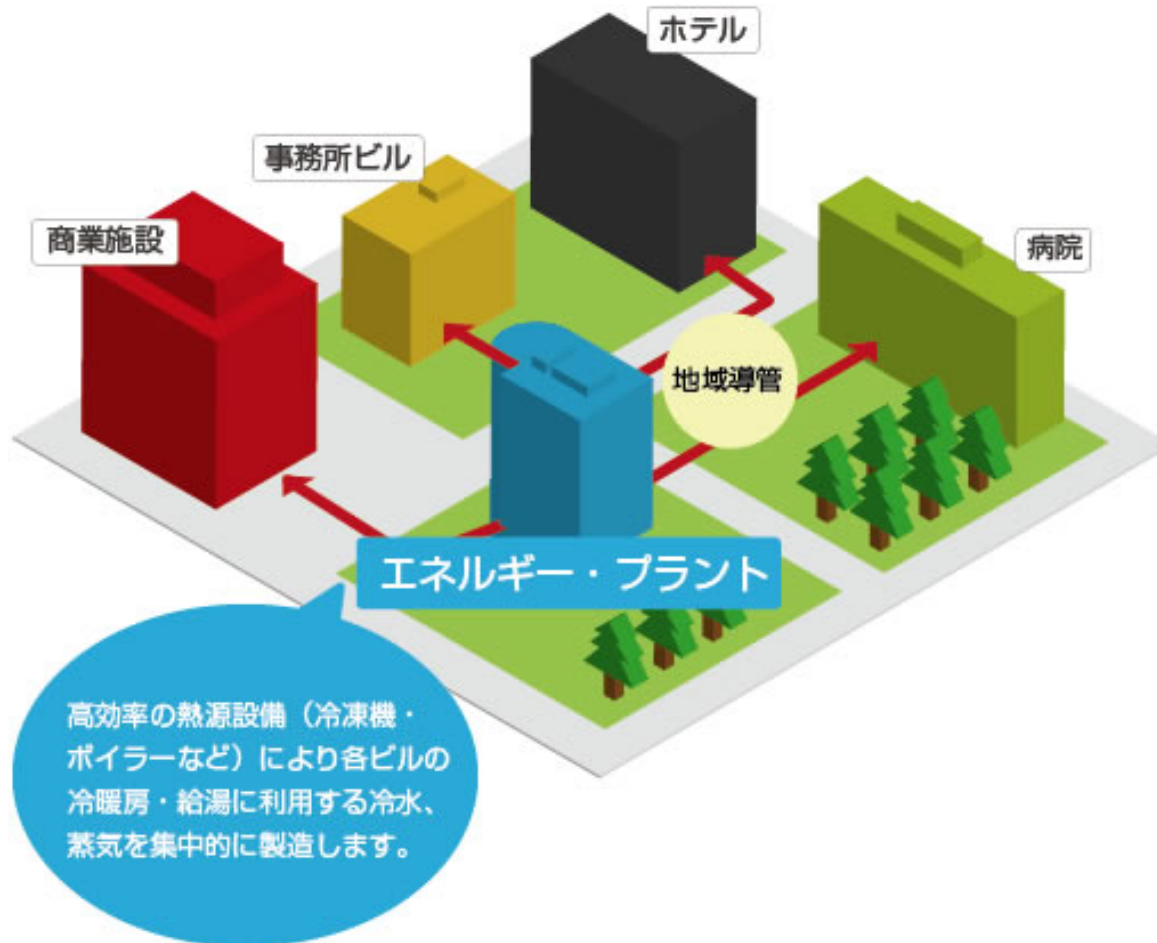 ホテル
事務所ビル
商業施設
病院
地域導管
エネルギー・プラント
高効率の熱源設備（冷凍機・
ボイラーなど）により各ビルの
冷暖房・給湯に利用する冷水、
蒸気を集中的に製造します。